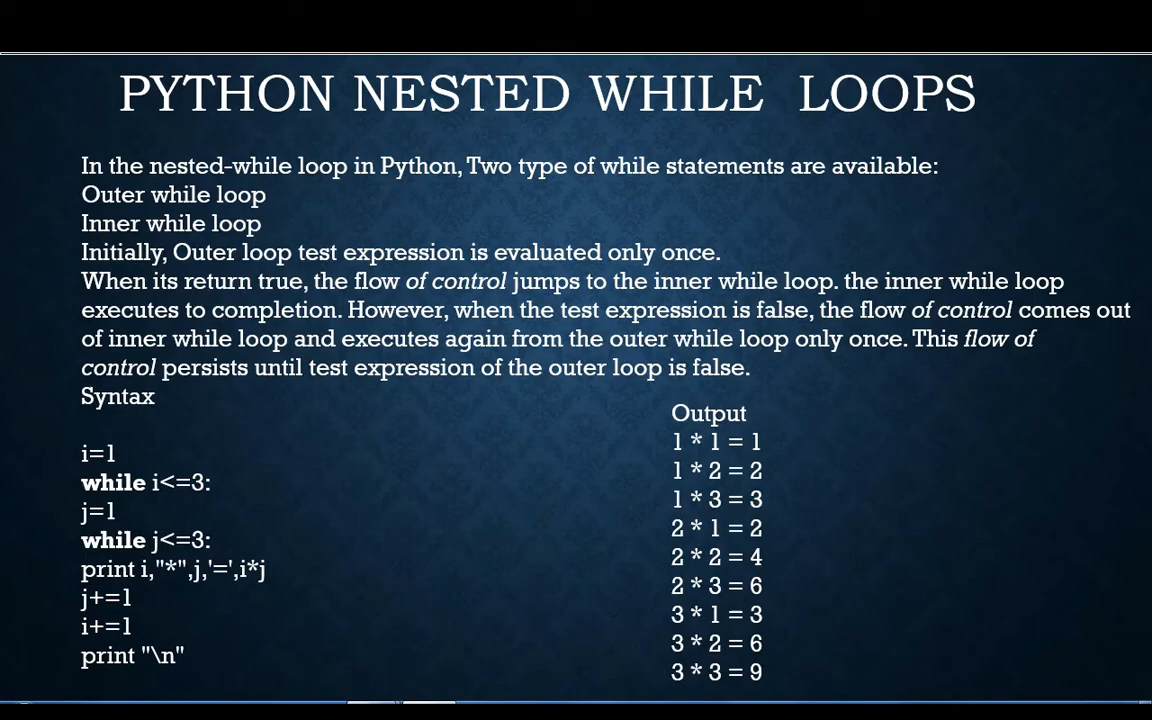 PYTHON NESTED WHILE LOOPS
In the nested-while loop in Python, Two type of while statements are available:
Outer while loop
Inner while loop
Initially, Outer loop test expression is evaluated only once.
When its return true, the flow of control jumps to the inner while loop. the inner while loop
executes to completion. However, when the test expression is false, the flow of control comes out
of inner while loop and executes again from the outer while loop only once. This flow of
control persists until test expression of the outer loop is false.
Syntax
i=1
while i<=3:
j=1
while j<=3:
print i,"*",j,'=',i*j
j+=1
i+=1
print "\n"
Output
1 * 1 = 1
1 * 2 = 2
1 * 3 = 3
2 * 1 = 2
2 * 2 = 4
2 * 3 = 6
3 * 1 = 3
3 * 2 = 6
3 * 3 = 9